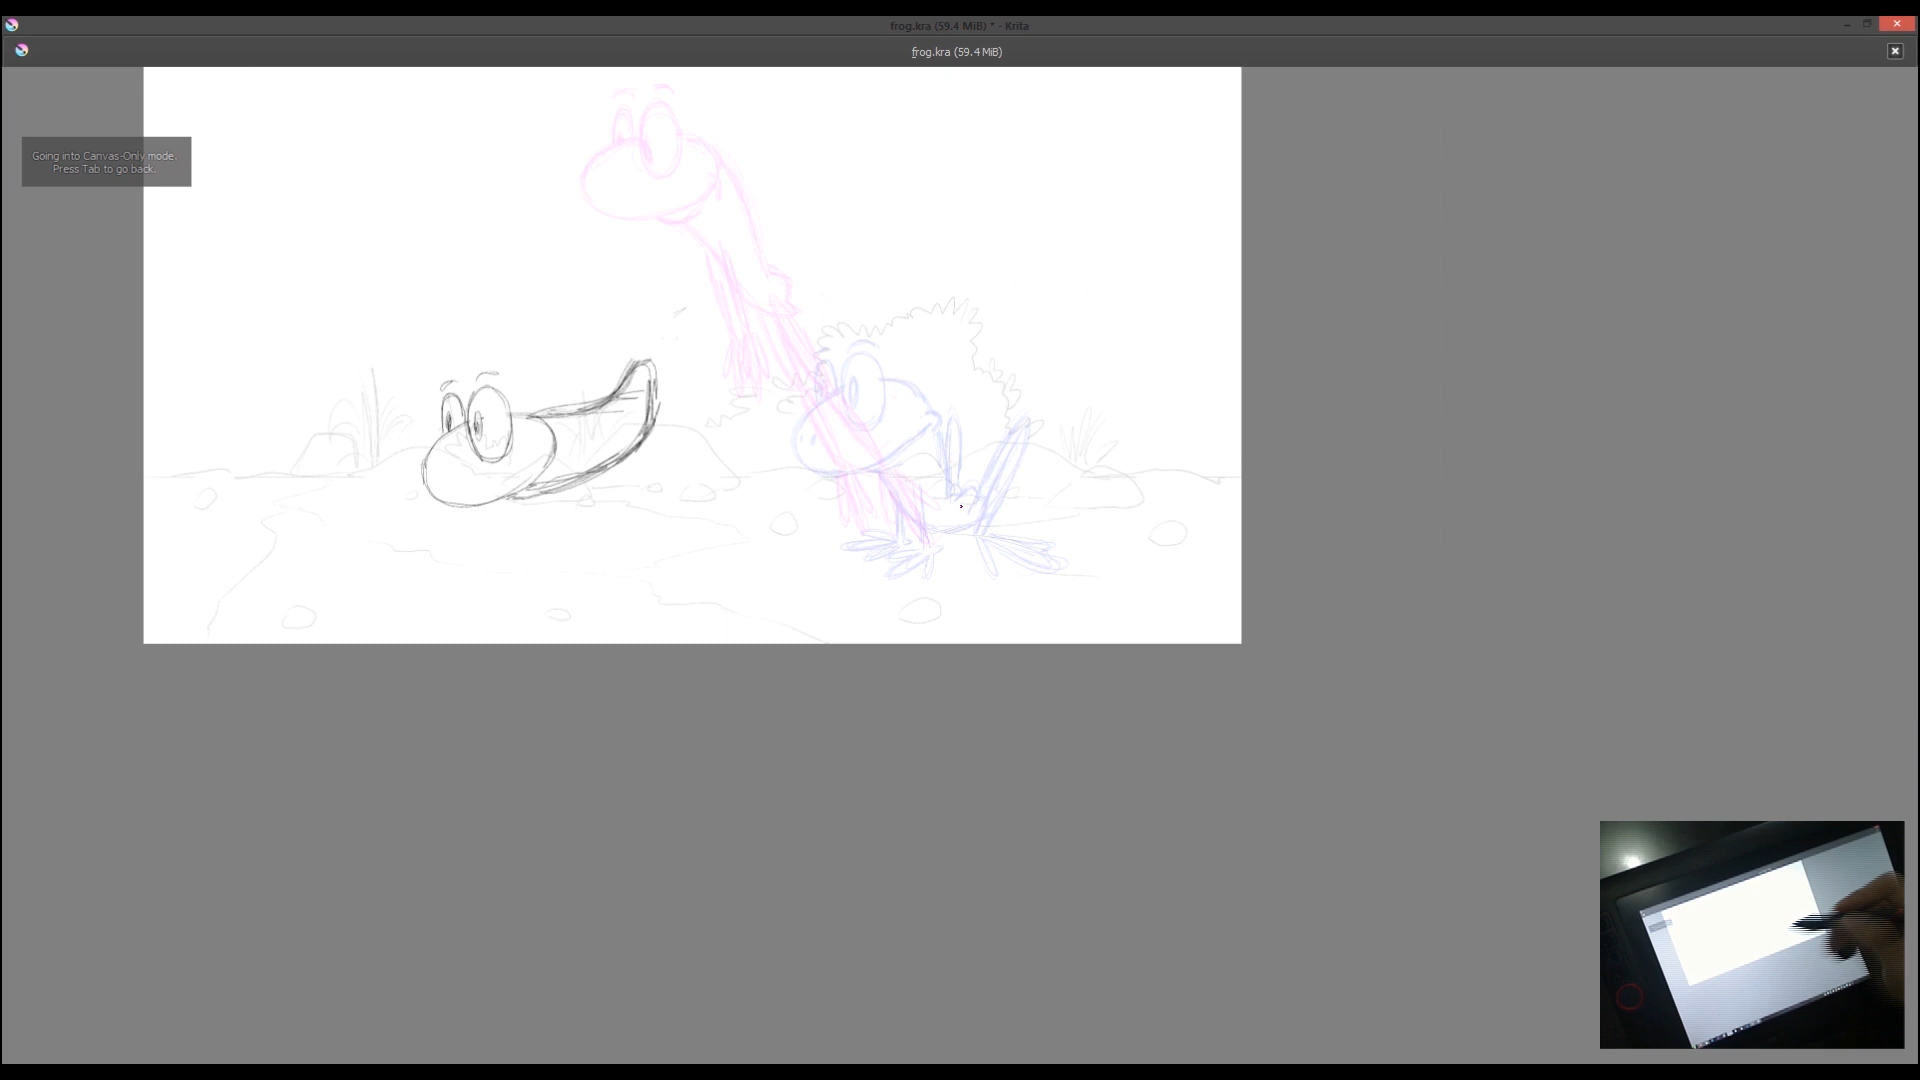 frog.kra (59.4 MiB) * - Krita
frog.kra (59.4 MiB)
Going into Canvas-Only mode.
Press Tab to go back.